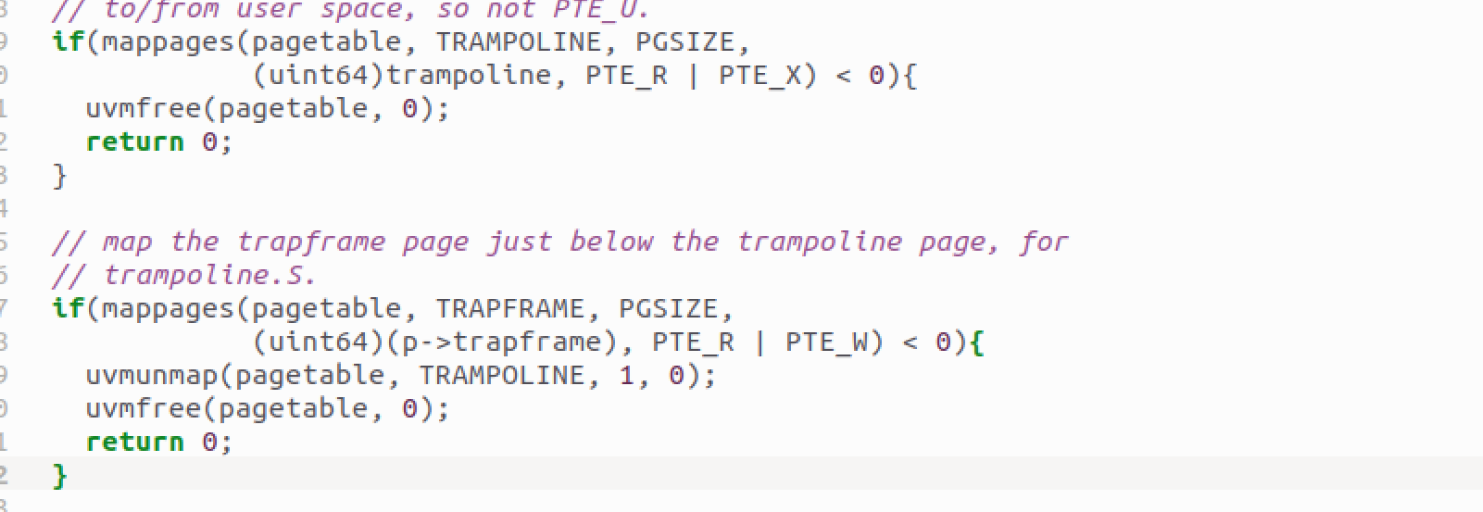 // to/from user space, so not PTE_U.
9 if(mappages(pagetable, TRAMPOLINE, PGSIZE,
0 (uint64)trampoline, PTE_R | PTE_X) < 0){
1 uvmfree(pagetable, 0);
2 return 0;
3 }
4
5 // map the trapframe page just below the trampoline page, for
6 // trampoline.S.
7 if(mappages(pagetable, TRAPFRAME, PGSIZE,
8 (uint64)(p->trapframe), PTE_R | PTE_W) < 0){
9 uvmunmap(pagetable, TRAMPOLINE, 1, 0);
0 uvmfree(pagetable, 0);
1 return 0;
2 }
3